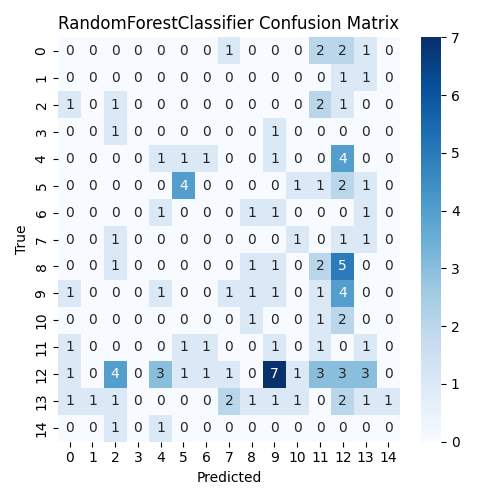 RandomForestClassifier Confusion Matrix
0 0 0 0 0 0 0 0 1 0 0 0 2 2 1 0
1 0 0 0 0 0 0 0 0 0 0 0 0 1 1 0
2 1 0 1 0 0 0 0 0 0 0 0 2 1 0 0
3 0 0 1 0 0 0 0 0 0 1 0 0 0 0 0
4 0 0 0 0 1 1 1 0 0 1 0 0 4 0 0
5 0 0 0 0 0 4 0 0 0 0 1 1 2 1 0
6 0 0 0 0 1 0 0 0 1 1 0 0 0 1 0
7 0 0 1 0 0 0 0 0 0 0 1 0 1 1 0
8 0 0 1 0 0 0 0 0 1 1 0 2 5 0 0
9 1 0 0 0 1 0 0 1 1 1 0 1 4 0 0
10 0 0 0 0 0 0 0 0 1 0 0 1 2 0 0
11 1 0 0 0 0 1 1 0 0 1 0 1 0 1 0
12 1 0 4 0 3 1 1 1 0 7 1 3 3 3 0
13 1 1 1 0 0 0 0 2 1 1 1 0 2 1 1
14 0 0 1 0 1 0 0 0 0 0 0 0 0 0 0
0 1 2 3 4 5 6 7 8 9 10 11 12 13 14
Predicted
True
7
6
5
4
3
2
1
0